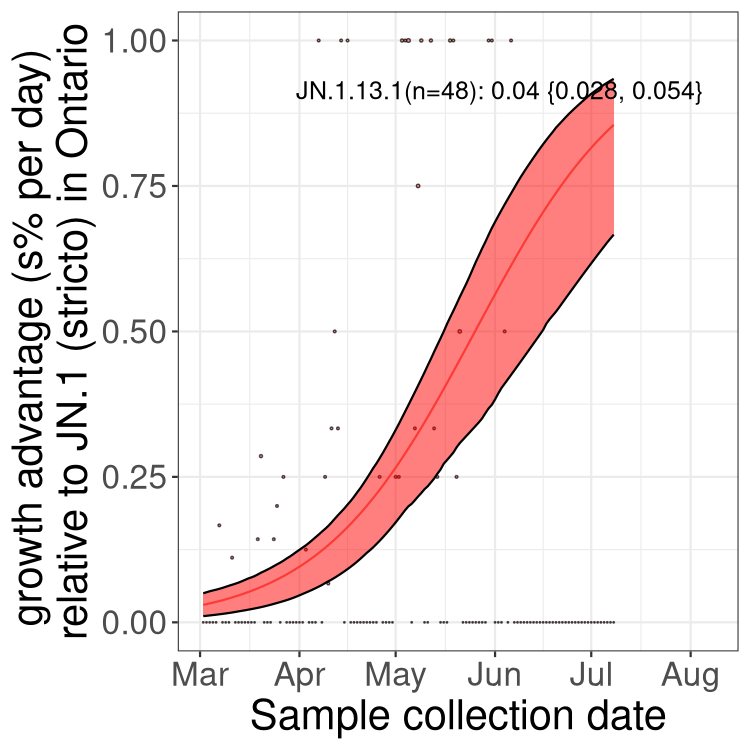 growth advantage (s% per day)
relative to JN.1 (stricto) in Ontario
1.00
0.75
0.50
0.25
0.00
JN.1.13.1(n=48): 0.04 {0.028, 0.054}
Mar Apr May Jun Jul Aug
Sample collection date